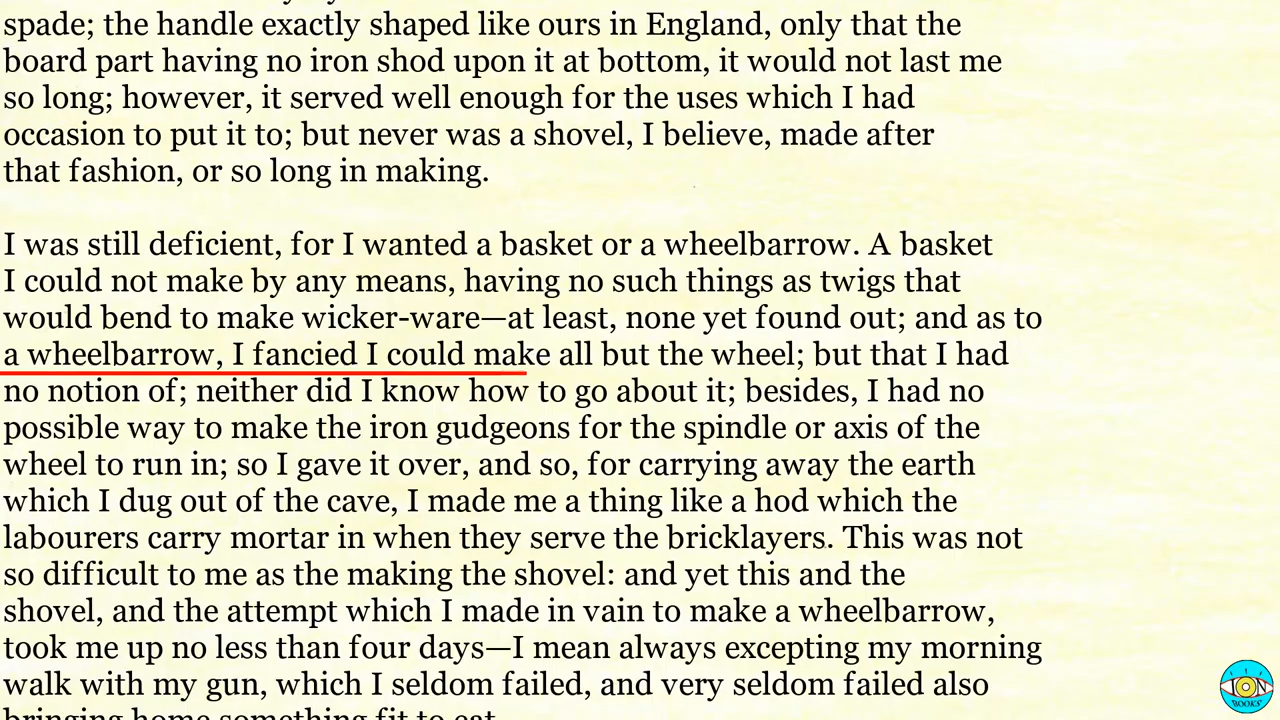 spade; the handle exactly shaped like ours in England, only that the
board part having no iron shod upon it at bottom, it would not last me
so long; however, it served well enough for the uses which I had
occasion to put it to; but never was a shovel, I believe, made after
that fashion, or so long in making.
I was still deficient, for I wanted a basket or a wheelbarrow. A basket
I could not make by any means, having no such things as twigs that
would bend to make wicker-ware—at least, none yet found out; and as to
a wheelbarrow, I fancied I could make all but the wheel; but that I had
no notion of; neither did I know how to go about it; besides, I had no
possible way to make the iron gudgeons for the spindle or axis of the
wheel to run in; so I gave it over, and so, for carrying away the earth
which I dug out of the cave, I made me a thing like a hod which the
labourers carry mortar in when they serve the bricklayers. This was not
so difficult to me as the making the shovel: and yet this and the
shovel, and the attempt which I made in vain to make a wheelbarrow,
took me up no less than four days—I mean always excepting my morning
walk with my gun, which I seldom failed, and very seldom failed also
bringing home something fit to eat.
ION
BOOKS